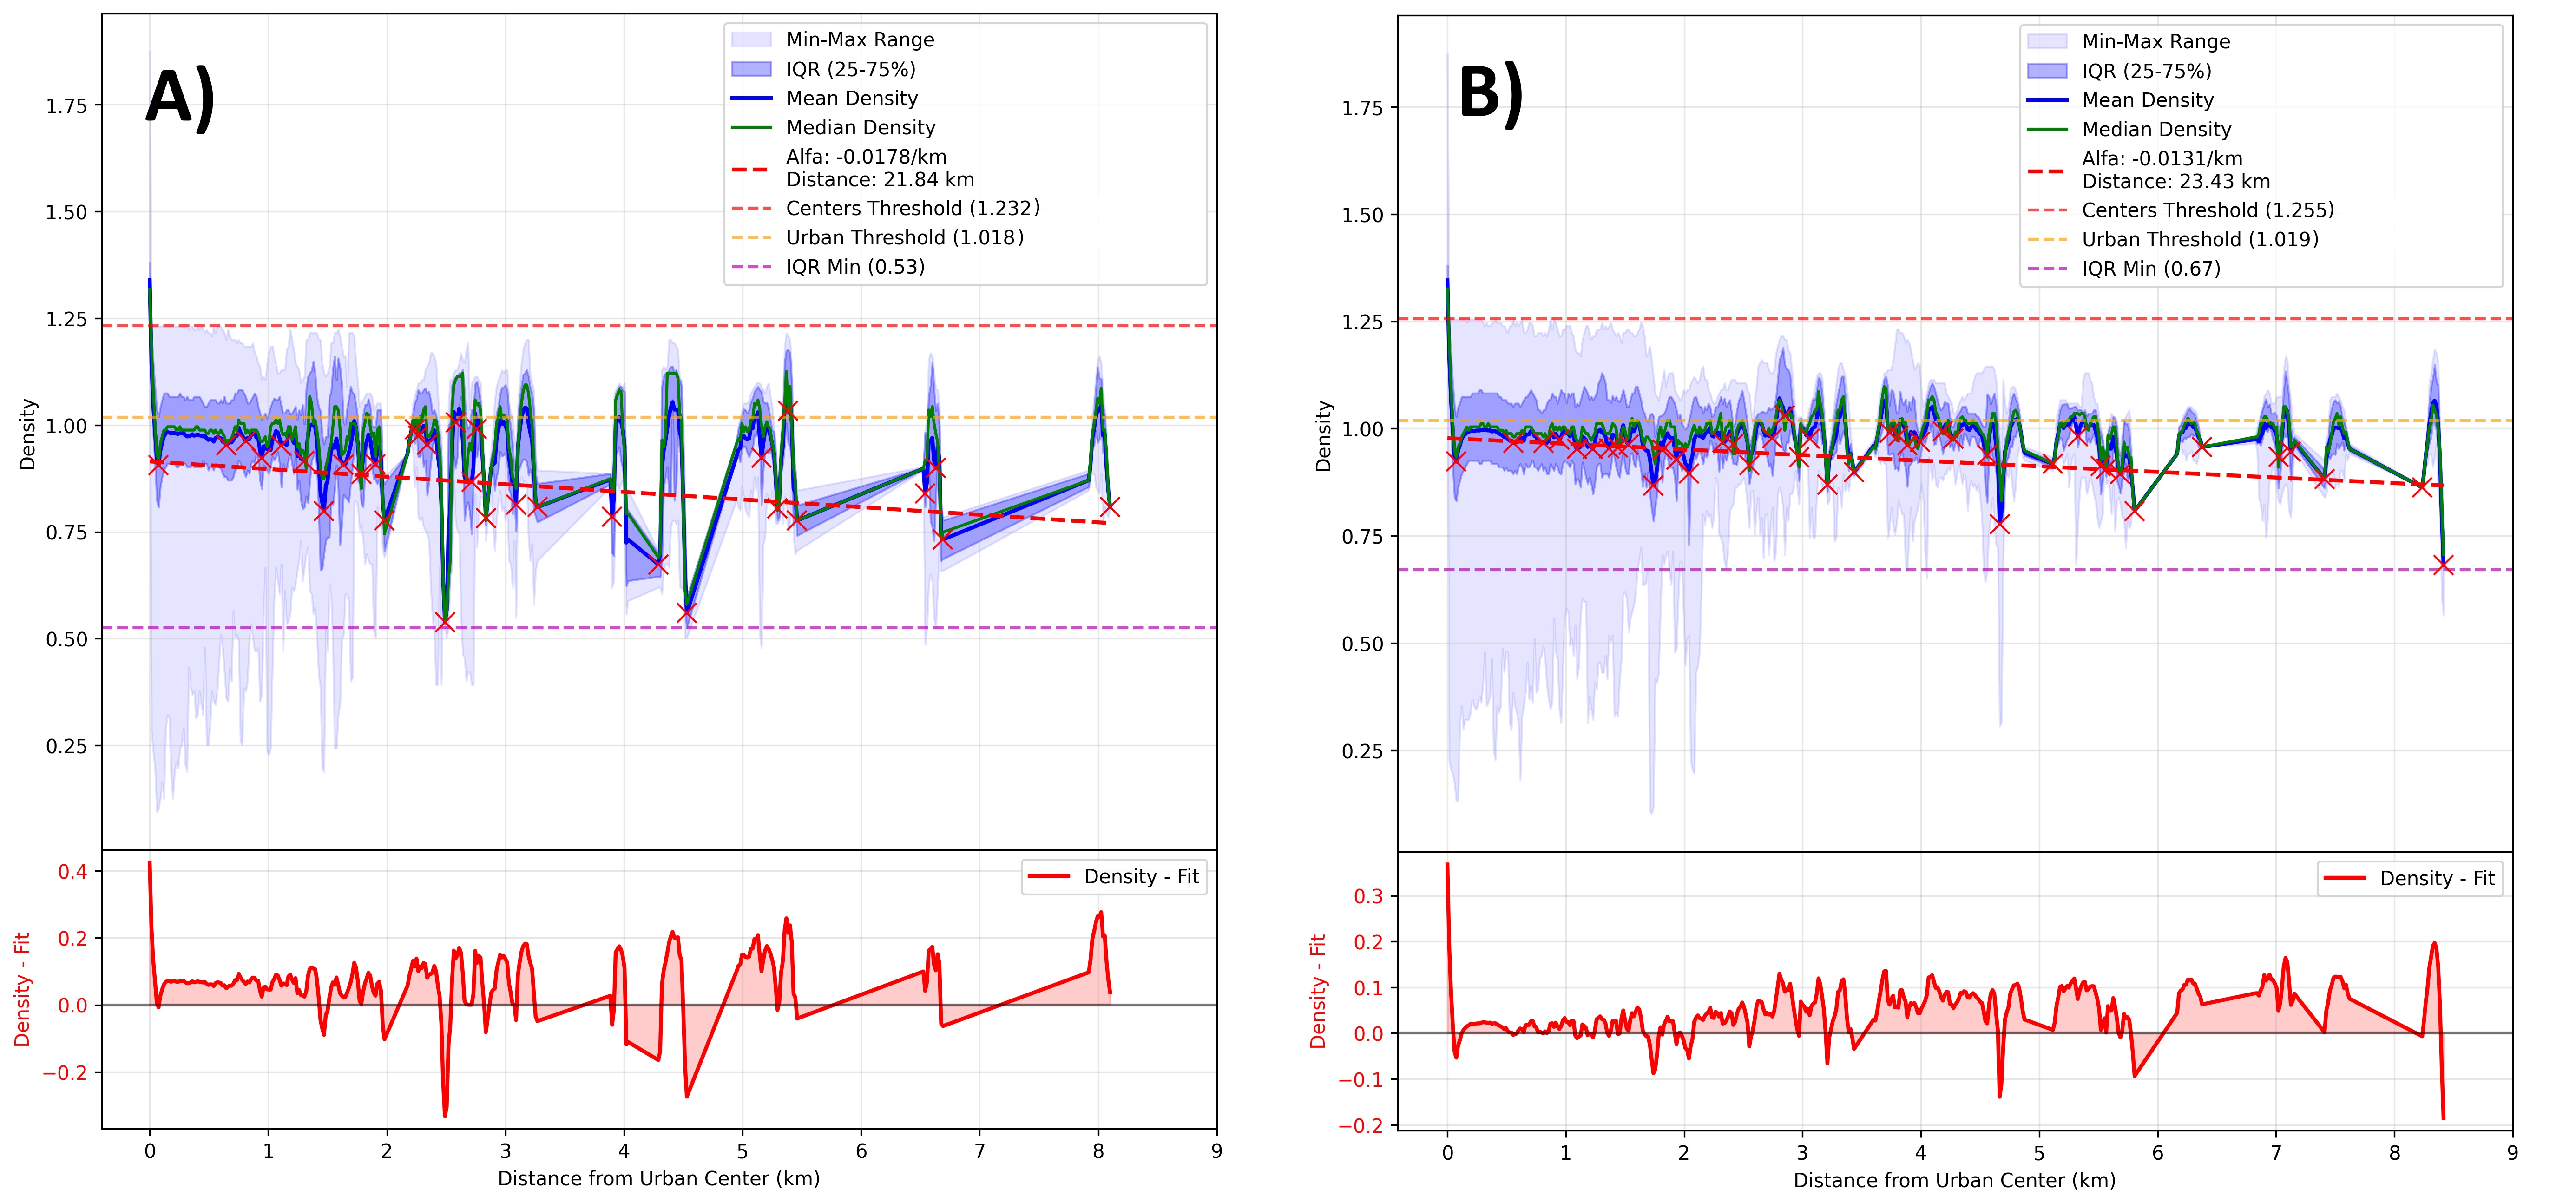 A)
Min-Max Range
IQR (25-75%)
Mean Density
Median Density
Alfa: -0.0178/km
Distance: 21.84 km
Centers Threshold (1.232)
Urban Threshold (1.018)
IQR Min (0.53)
1.75
1.50
1.25
1.00
0.75
0.50
0.25
Density
Density - Fit
0.4
0.2
0.0
−0.2
Density - Fit
0 1 2 3 4 5 6 7 8 9
Distance from Urban Center (km)
B)
Min-Max Range
IQR (25-75%)
Mean Density
Median Density
Alfa: -0.0131/km
Distance: 23.43 km
Centers Threshold (1.255)
Urban Threshold (1.019)
IQR Min (0.67)
1.75
1.50
1.25
1.00
0.75
0.50
0.25
Density
Density - Fit
0.3
0.2
0.1
0.0
−0.1
−0.2
Density - Fit
0 1 2 3 4 5 6 7 8 9
Distance from Urban Center (km)